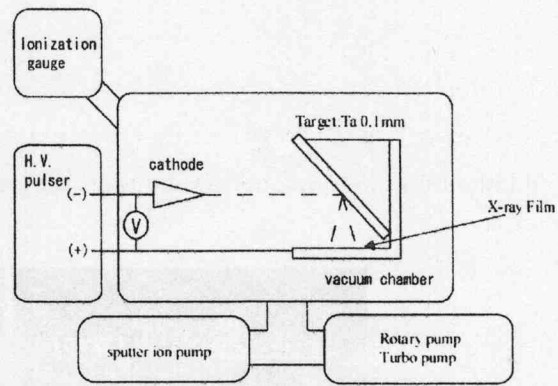 Ionization
gauge
H.V.
pulser
(-)
(+)
V
cathode
Target.Ta 0.1mm
X-ray Film
vacuum chamber
sputter ion pump
Rotary pump
Turbo pump